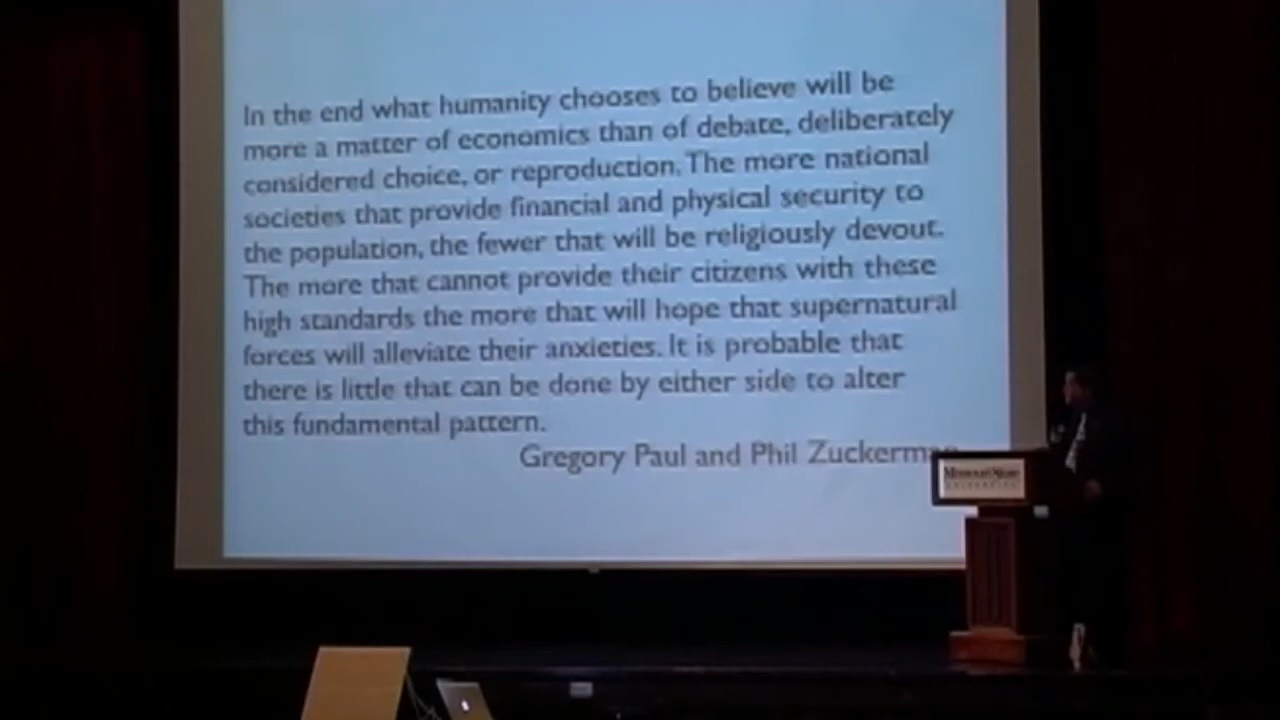 In the end what humanity chooses to believe will be
more a matter of economics than of debate, deliberately
considered choice, or reproduction. The more national
societies that provide financial and physical security to
the population, the fewer that will be religiously devout.
The more that cannot provide their citizens with these
high standards the more that will hope that supernatural
forces will alleviate their anxieties. It is probable that
there is little that can be done by either side to alter
this fundamental pattern.
Gregory Paul and Phil Zuckerman
Missouri State
UNIVERSITY